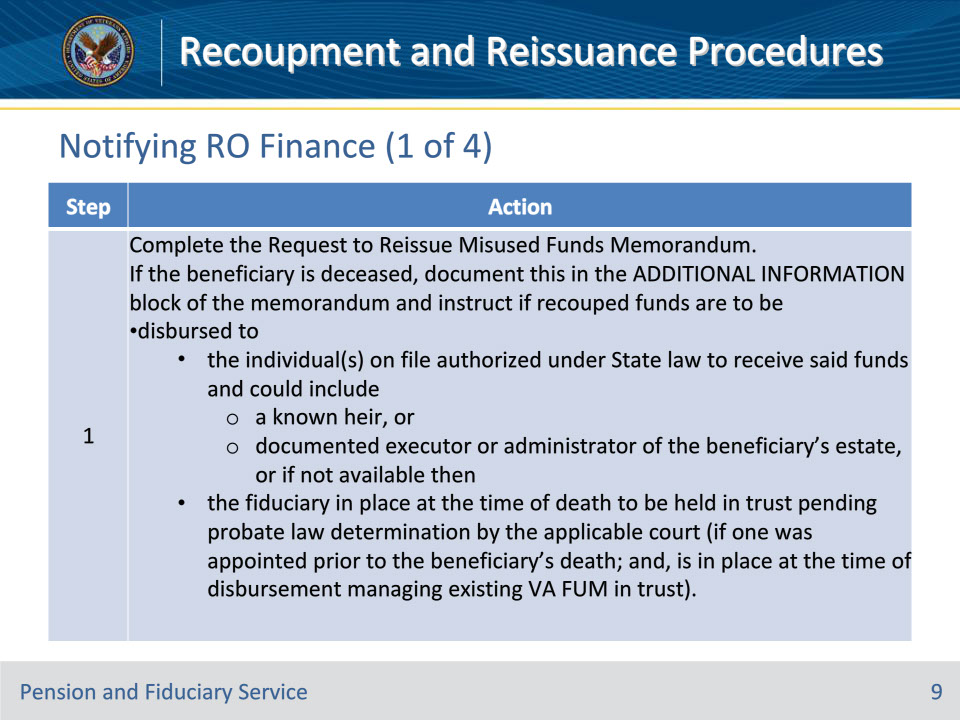 Recoupment and Reissuance Procedures
Notifying RO Finance (1 of 4)
Step
Action
1
Complete the Request to Reissue Misused Funds Memorandum.
If the beneficiary is deceased, document this in the ADDITIONAL INFORMATION
block of the memorandum and instruct if recouped funds are to be
•disbursed to
• the individual(s) on file authorized under State law to receive said funds
and could include
o a known heir, or
o documented executor or administrator of the beneficiary’s estate,
or if not available then
• the fiduciary in place at the time of death to be held in trust pending
probate law determination by the applicable court (if one was
appointed prior to the beneficiary’s death; and, is in place at the time of
disbursement managing existing VA FUM in trust).
Pension and Fiduciary Service
9